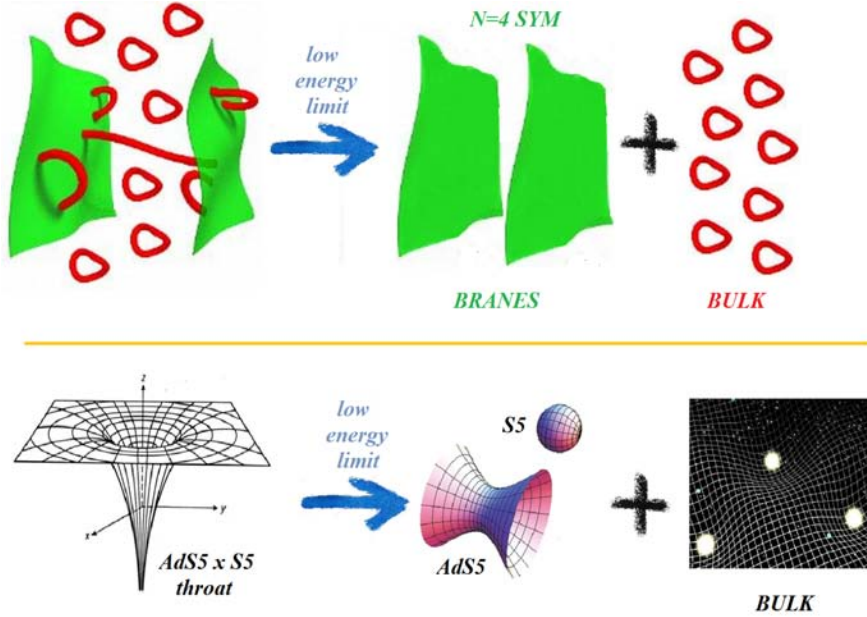 N=4 SYM
low
energy
limit
BRANES
BULK
z
y
x
AdS5 x S5
throat
low
energy
limit
S5
AdS5
BULK